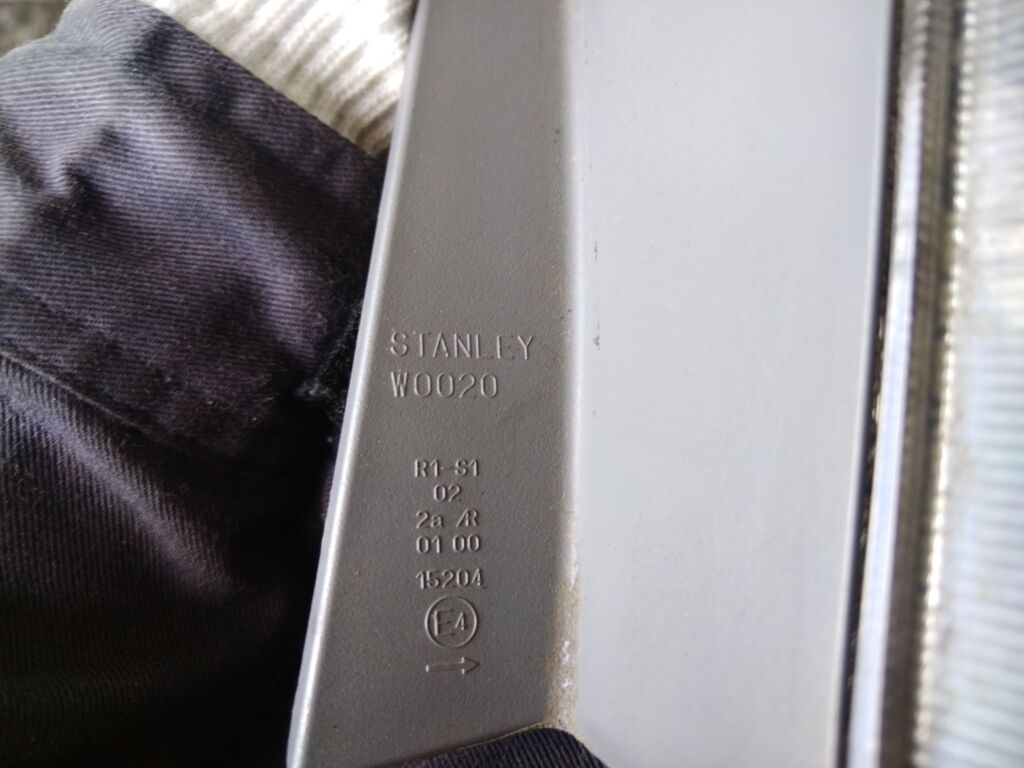 STANLEY
W0020
R1-S1
02
2a AR
01 00
15204
E4
→